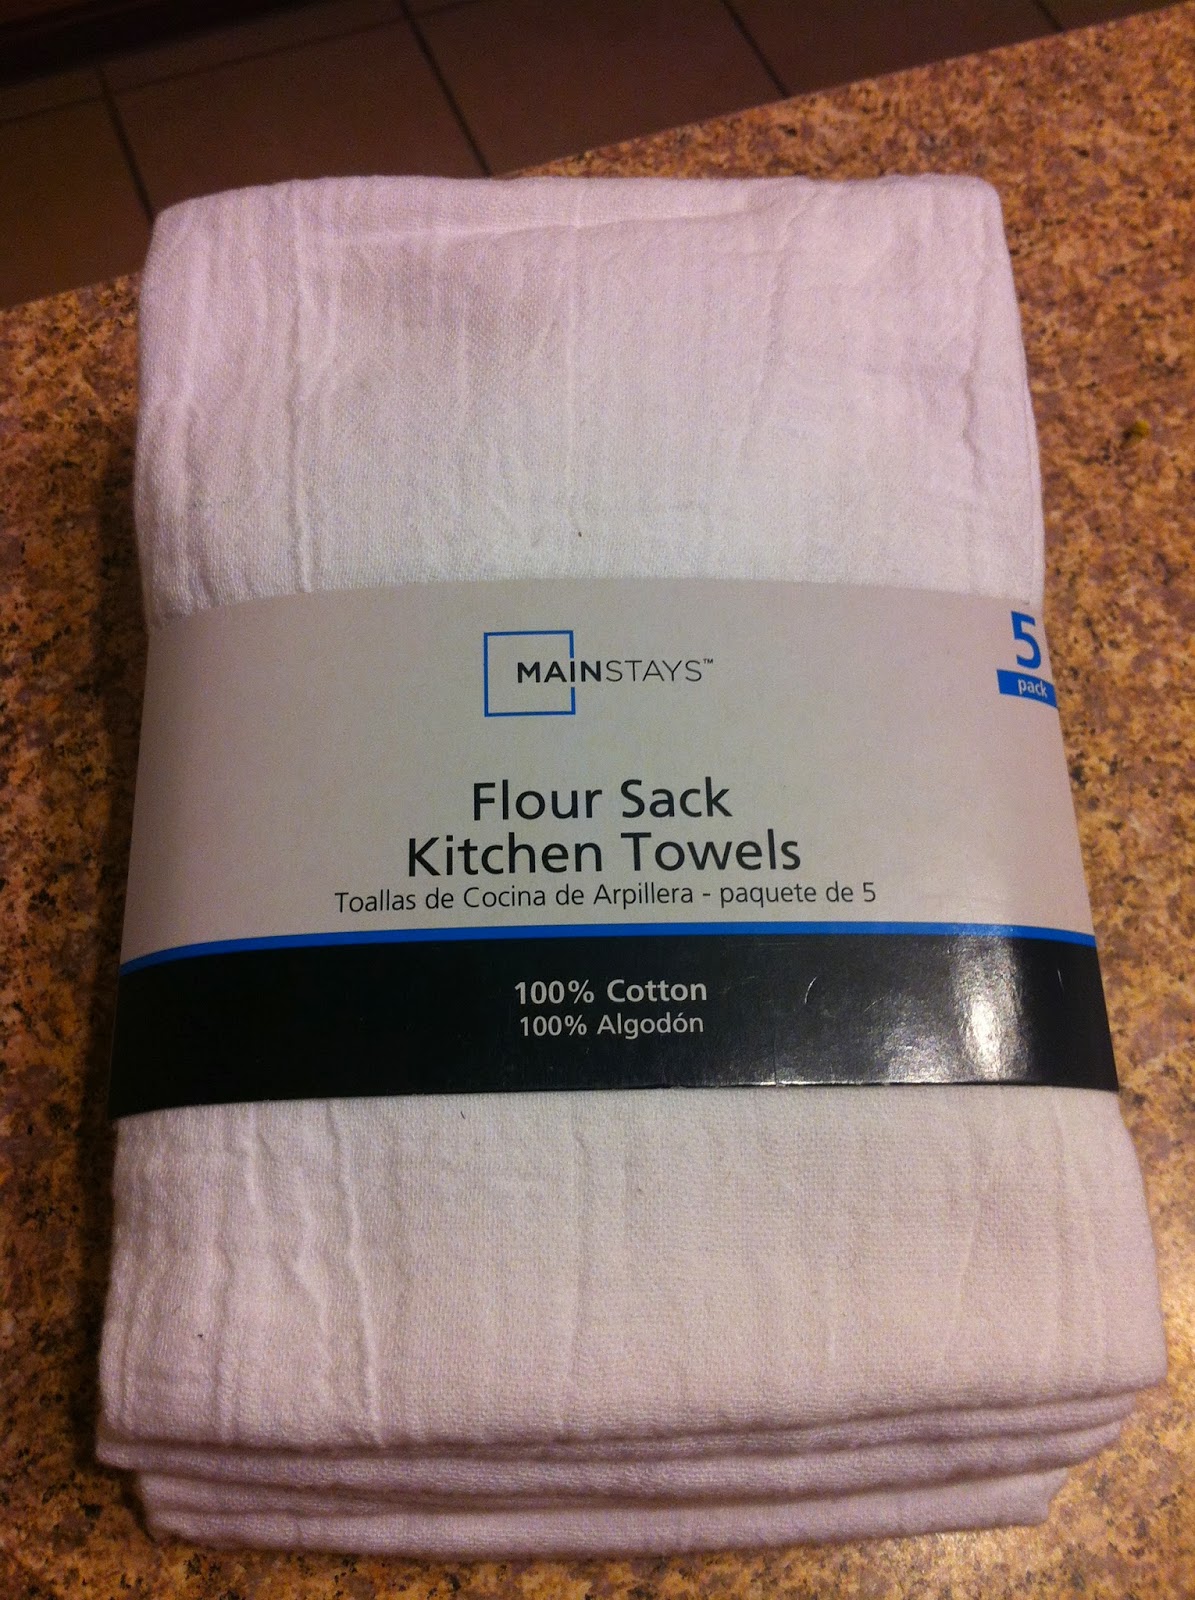 MAINSTAYS™
5
pack
Flour Sack
Kitchen Towels
Toallas de Cocina de Arpillera - paquete de 5
100% Cotton
100% Algodón